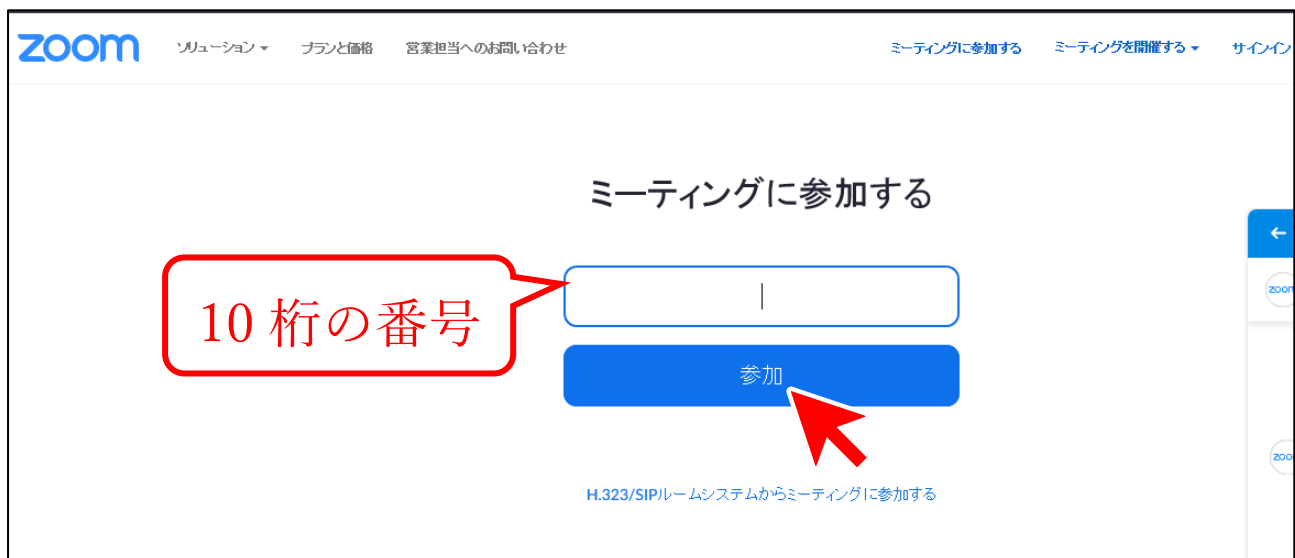 zoom ソリューション プランと価格 営業担当へのお問い合わせ ミーティングに参加する ミーティングを開催する サインイン
ミーティングに参加する
10 桁の番号
参加
H.323/SIPルームシステムからミーティングに参加する
zoom